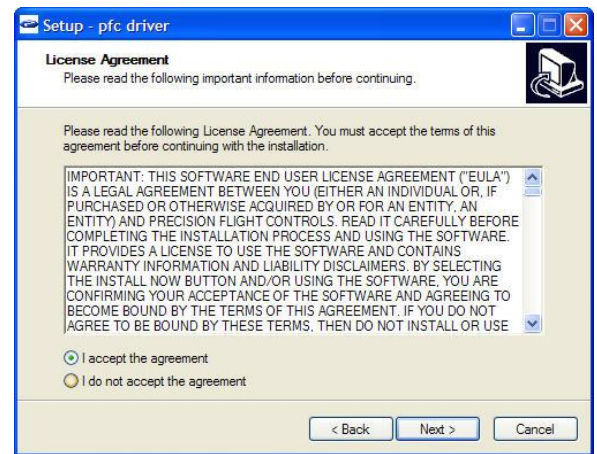 Setup - pfc driver
License Agreement
Please read the following important information before continuing.
Please read the following License Agreement. You must accept the terms of this
agreement before continuing with the installation.
IMPORTANT: THIS SOFTWARE END USER LICENSE AGREEMENT ("EULA")
IS A LEGAL AGREEMENT BETWEEN YOU (EITHER AN INDIVIDUAL OR, IF
PURCHASED OR OTHERWISE ACQUIRED BY OR FOR AN ENTITY, AN
ENTITY) AND PRECISION FLIGHT CONTROLS. READ IT CAREFULLY BEFORE
COMPLETING THE INSTALLATION PROCESS AND USING THE SOFTWARE.
IT PROVIDES A LICENSE TO USE THE SOFTWARE AND CONTAINS
WARRANTY INFORMATION AND LIABILITY DISCLAIMERS. BY SELECTING
THE INSTALL NOW BUTTON AND/OR USING THE SOFTWARE, YOU ARE
CONFIRMING YOUR ACCEPTANCE OF THE SOFTWARE AND AGREEING TO
BECOME BOUND BY THE TERMS OF THIS AGREEMENT. IF YOU DO NOT
AGREE TO BE BOUND BY THESE TERMS, THEN DO NOT INSTALL OR USE
I accept the agreement
I do not accept the agreement
< Back Next > Cancel